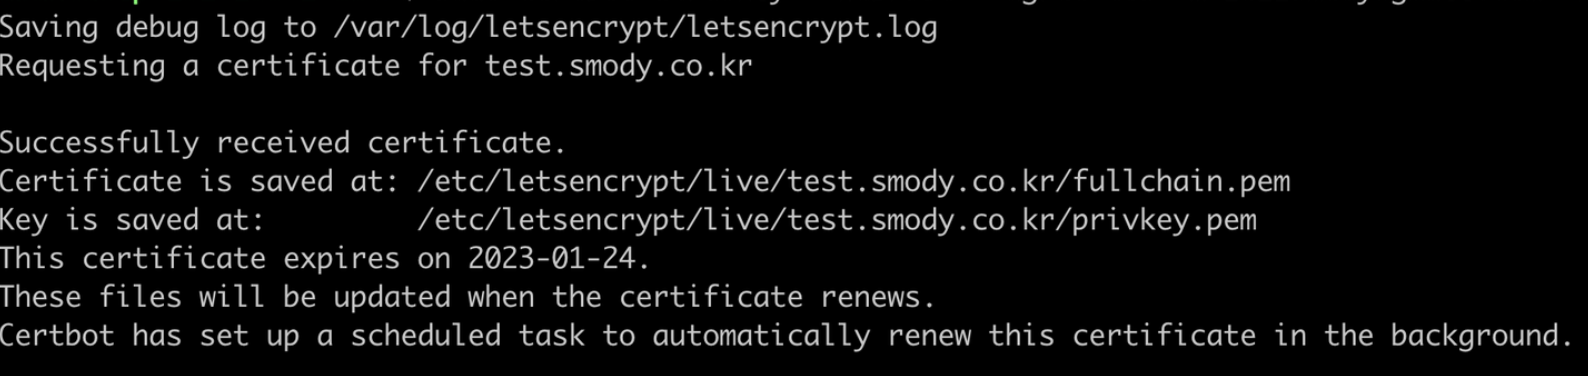 Saving debug log to /var/log/letsencrypt/letsencrypt.log
Requesting a certificate for test.smody.co.kr
Successfully received certificate.
Certificate is saved at: /etc/letsencrypt/live/test.smody.co.kr/fullchain.pem
Key is saved at:         /etc/letsencrypt/live/test.smody.co.kr/privkey.pem
This certificate expires on 2023-01-24.
These files will be updated when the certificate renews.
Certbot has set up a scheduled task to automatically renew this certificate in the background.